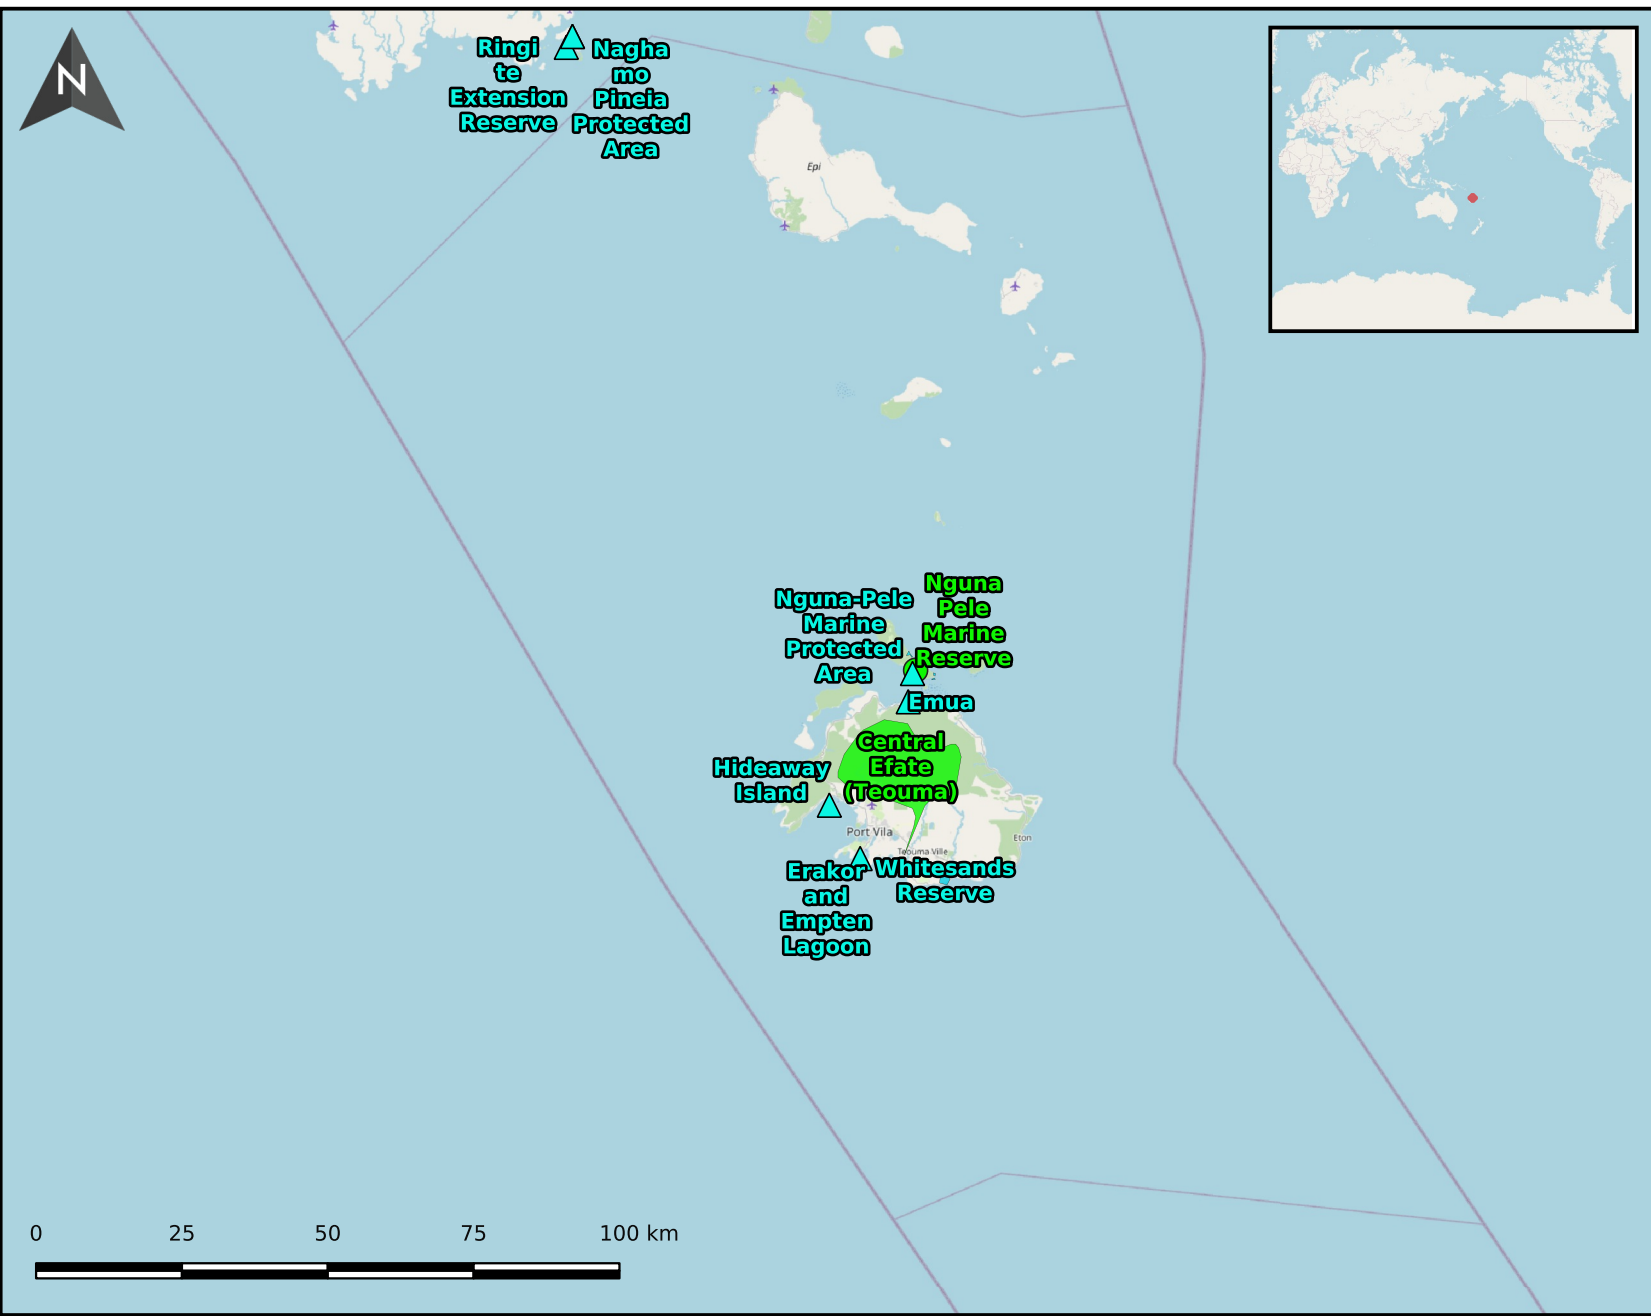 N
Ringi
te
Extension
Reserve
Nagha
mo
Pineia
Protected
Area
Epi
Nguna-Pele
Marine
Protected
Area
Nguna
Pele
Marine
Reserve
Emua
Central
Efate
(Teouma)
Hideaway
Island
Port Vila
Eton
Teouma Ville
Erakor
and
Empten
Lagoon
Whitesands
Reserve
0 25 50 75 100 km